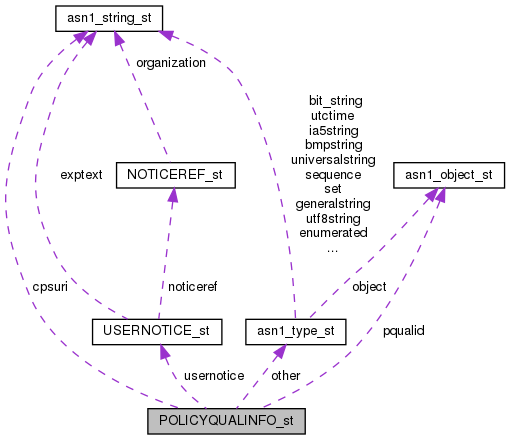 asn1_string_st
organization
bit_string
utctime
ia5string
bmpstring
universalstring
sequence
set
generalstring
utf8string
enumerated
...
exptext
NOTICEREF_st
asn1_object_st
cpsuri
noticeref
object
USERNOTICE_st
asn1_type_st
pqualid
usernotice
other
POLICYQUALINFO_st